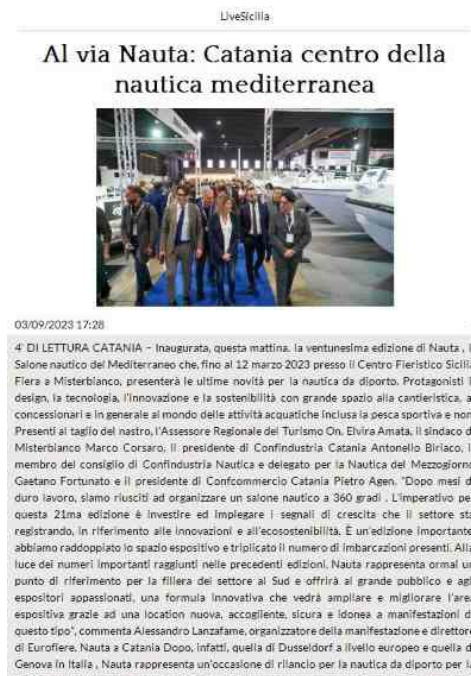 LiveSicilia
Al via Nauta: Catania centro della
nautica mediterranea
03/09/2023 17:28
4' DI LETTURA CATANIA – Inaugurata, questa mattina. la ventunesima edizione di Nauta , i
Salone nautico del Mediterraneo che, fino al 12 marzo 2023 presso il Centro Fieristico Sicilia
Fiera a Misterbianco, presenterà le ultime novità per la nautica da diporto. Protagonisti i
design, la tecnologia, l'innovazione e la sostenibilità con grande spazio alla cantieristica, a
concessionari e in generale al mondo delle attività acquatiche inclusa la pesca sportiva e non
Presenti al taglio del nastro, l'Assessore Regionale del Turismo On. Elvira Amata, il sindaco d
Misterbianco Marco Corsaro, il presidente di Confindustria Catania Antonello Biriaco, i
membro del consiglio di Confindustria Nautica e delegato per la Nautica del Mezzogiorno
Gaetano Fortunato e il presidente di Confcommercio Catania Pietro Agen. "Dopo mesi d
duro lavoro, siamo riusciti ad organizzare un salone nautico a 360 gradi . L'imperativo pe
questa 21ma edizione è investire ed impiegare i segnali di crescita che il settore sta
registrando, in riferimento alle innovazioni e all'ecosostenibilità. È un'edizione importante
abbiamo raddoppiato lo spazio espositivo e triplicato il numero di imbarcazioni presenti. Alla
luce dei numeri importanti raggiunti nelle precedenti edizioni. Nauta rappresenta ormai un
punto di riferimento per la filiera del settore al Sud e offrirà al grande pubblico e agl
espositori appassionati, una formula innovativa che vedrà ampliare e migliorare l'area
espositiva grazie ad una location nuova, accogliente, sicura e idonea a manifestazioni d
questo tipo", commenta Alessandro Lanzafame, organizzatore della manifestazione e direttore
di Eurofiere. Nauta a Catania Dopo, infatti, quella di Dusseldorf a livello europeo e quella d
Genova in Italia , Nauta rappresenta un'occasione di rilancio per la nautica da diporto per la